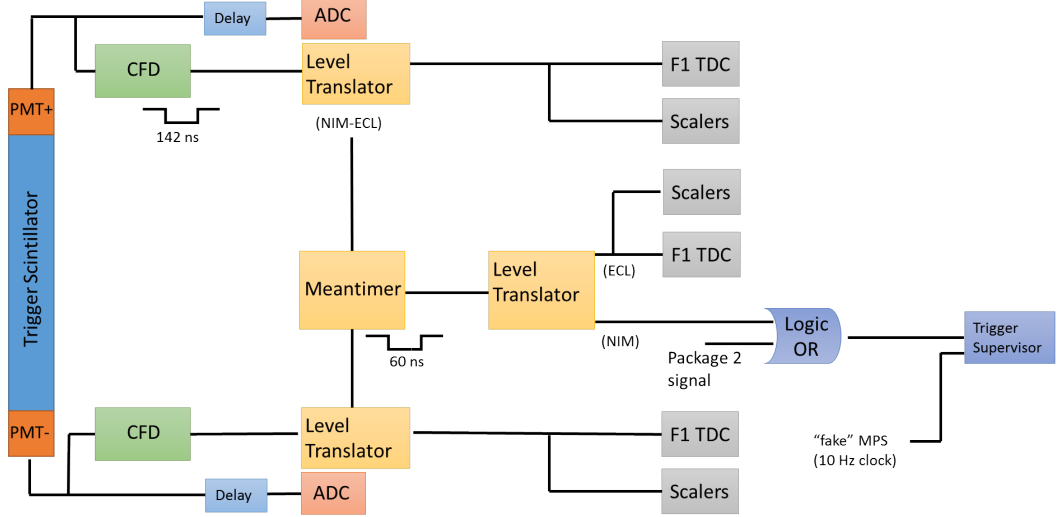 Delay
ADC
CFD
Level
Translator
F1 TDC
PMT+
(NIM-ECL)
142 ns
Scalers
Trigger Scintillator
Scalers
F1 TDC
Level
Translator
(ECL)
Meantimer
Logic
OR
Trigger
Supervisor
(NIM)
60 ns
Package 2
signal
PMT-
CFD
Level
Translator
F1 TDC
"fake" MPS
(10 Hz clock)
Delay
ADC
Scalers